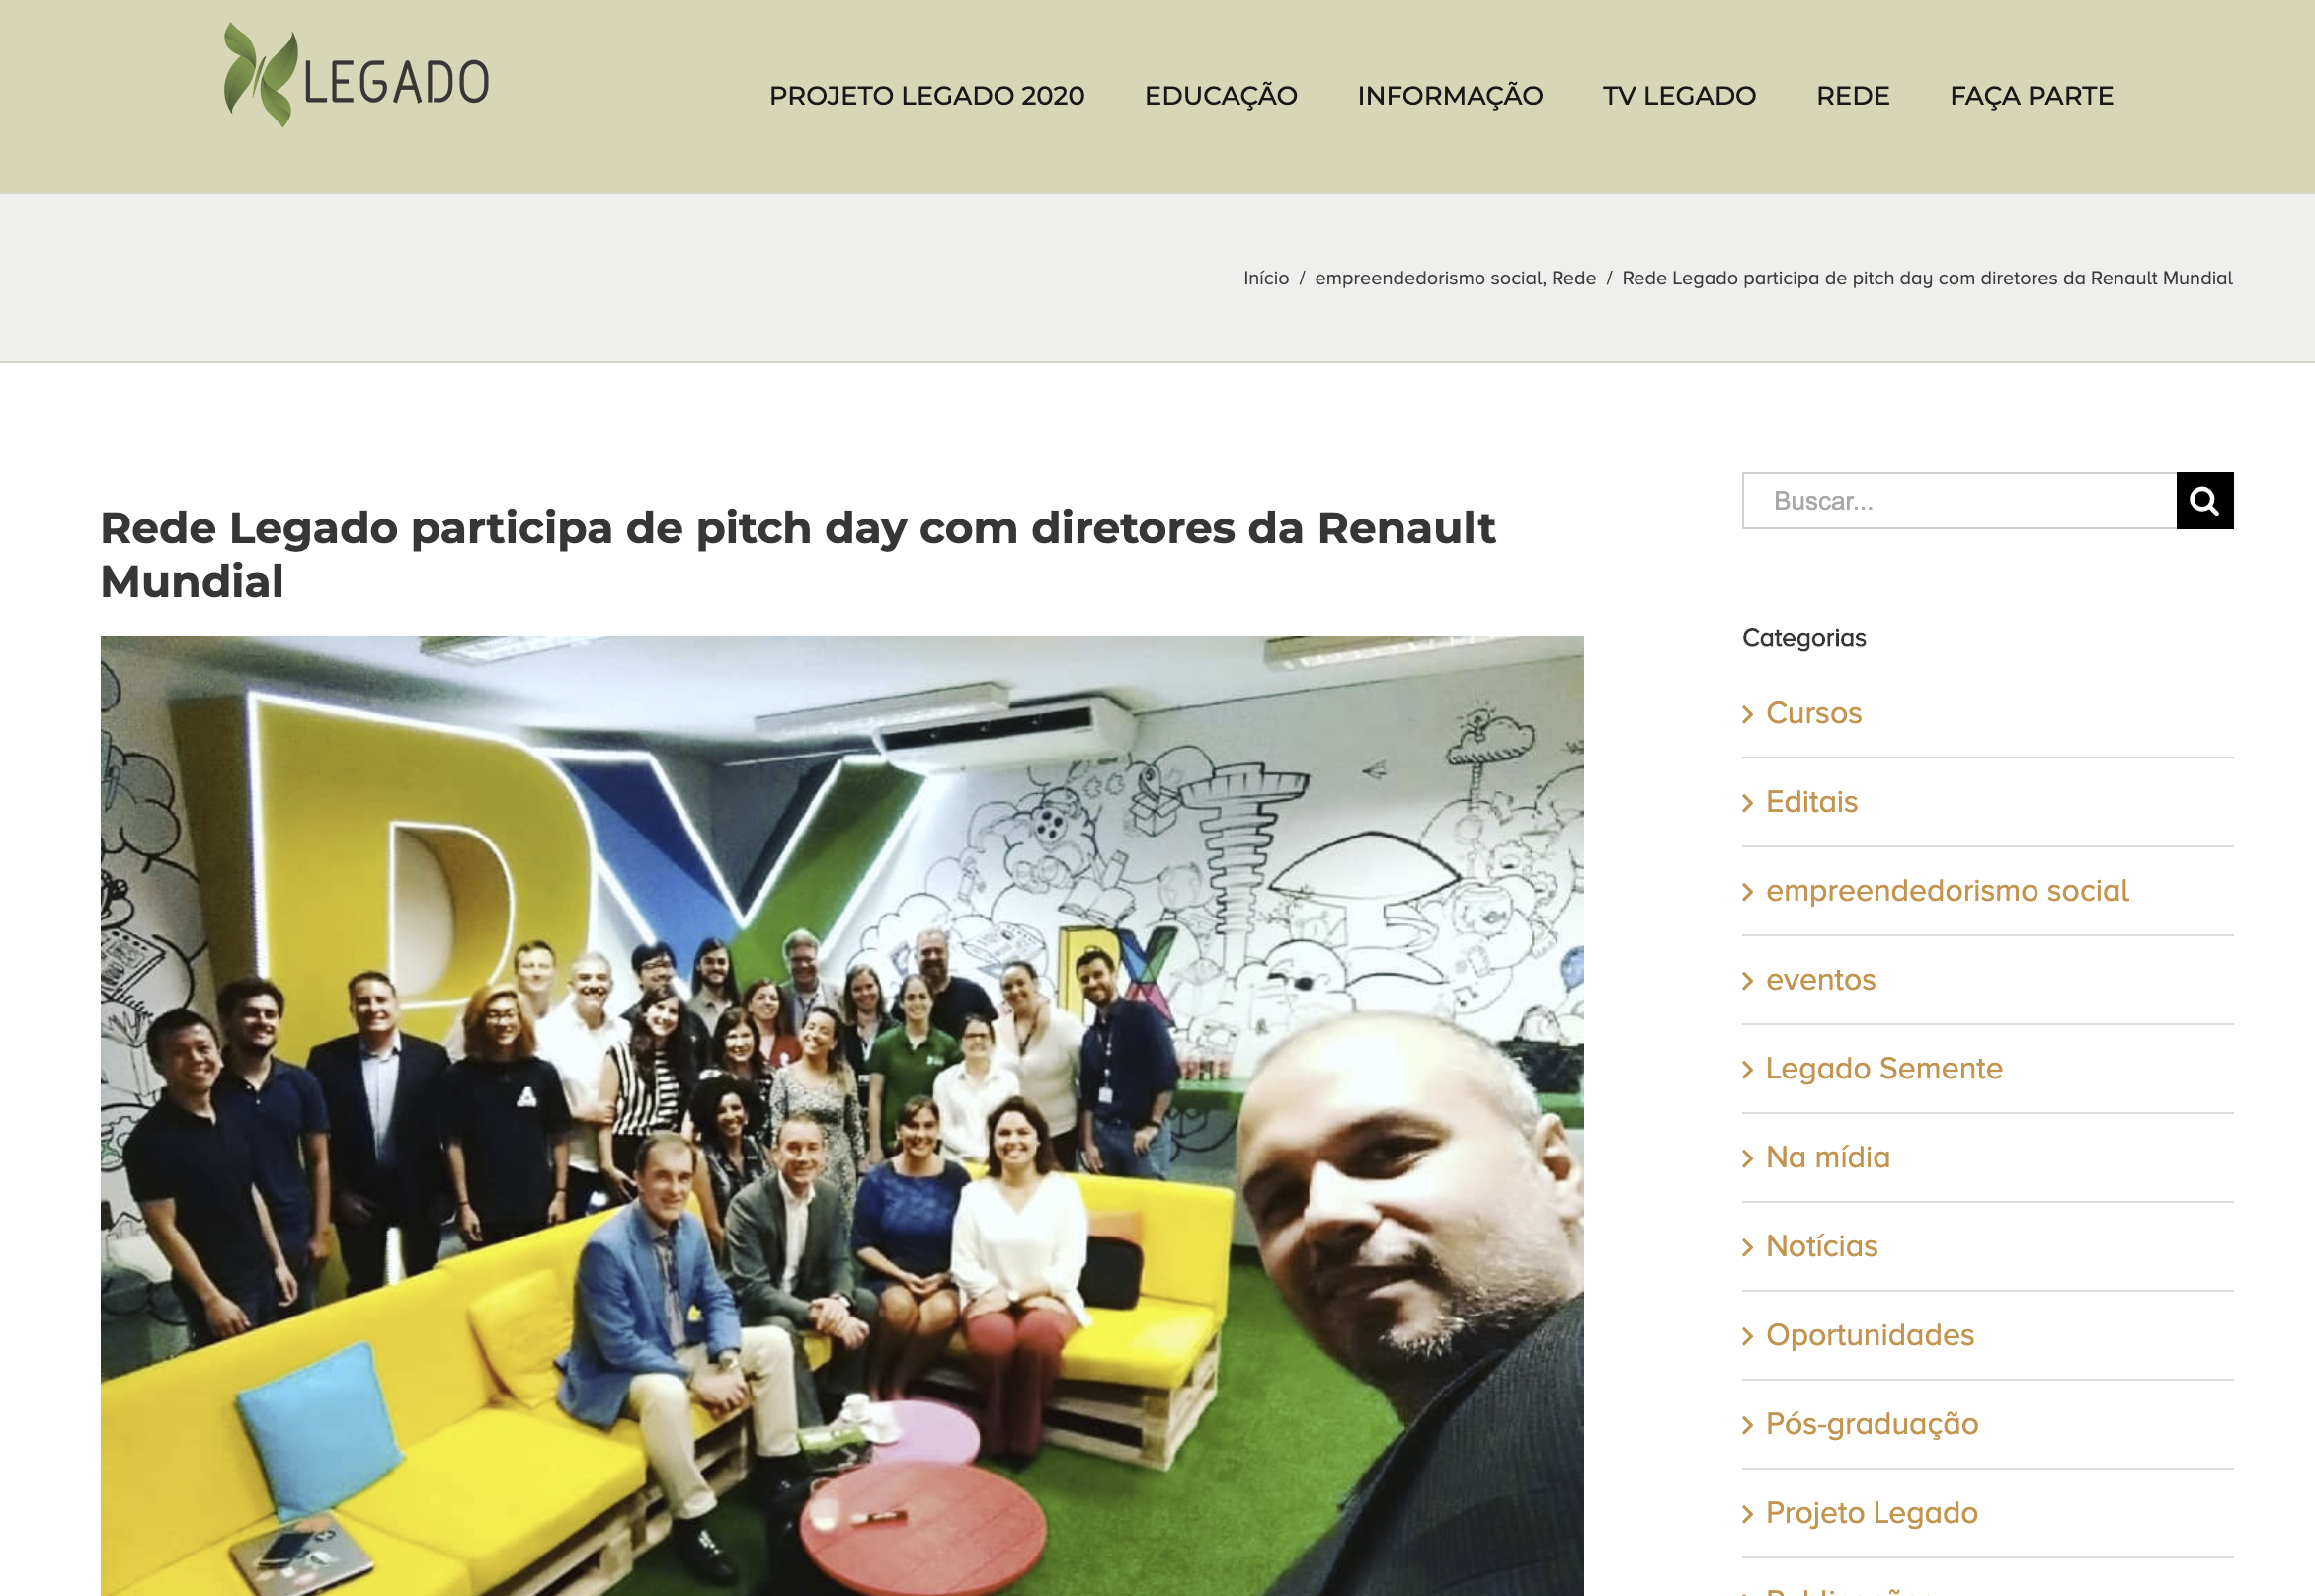 LEGADO
PROJETO LEGADO 2020
EDUCAÇÃO
INFORMAÇÃO
TV LEGADO
REDE
FAÇA PARTE
Início / empreendedorismo social, Rede / Rede Legado participa de pitch day com diretores da Renault Mundial
Rede Legado participa de pitch day com diretores da Renault
Mundial
Buscar...
Categorias
Cursos
Editais
empreendedorismo social
eventos
Legado Semente
Na mídia
Notícias
Oportunidades
Pós-graduação
Projeto Legado